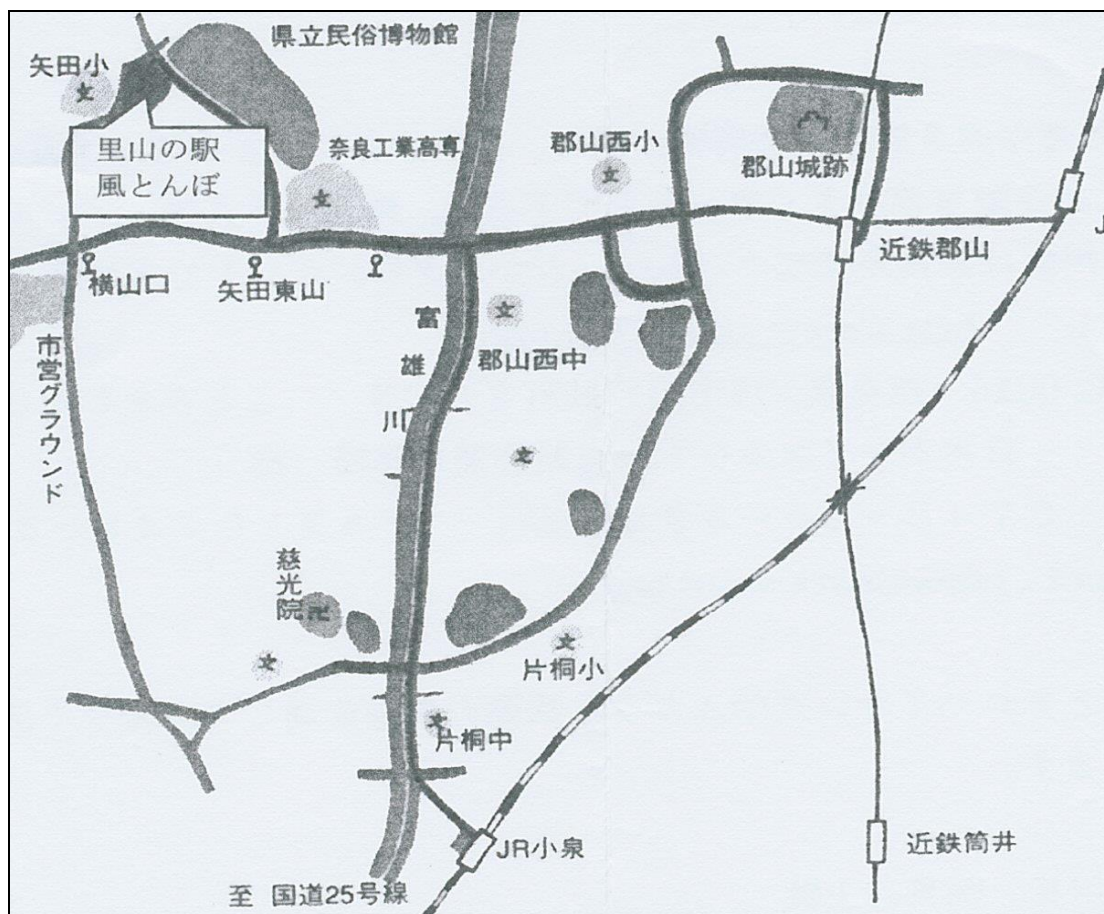 県立民俗博物館
矢田小
里山の駅
風とんぼ
奈良工業高専
郡山西小
郡山城跡
近鉄郡山
J
横山口
矢田東山
市営グラウンド
富雄川
郡山西中
慈光院
片桐小
片桐中
JR小泉
近鉄筒井
至 国道25号線